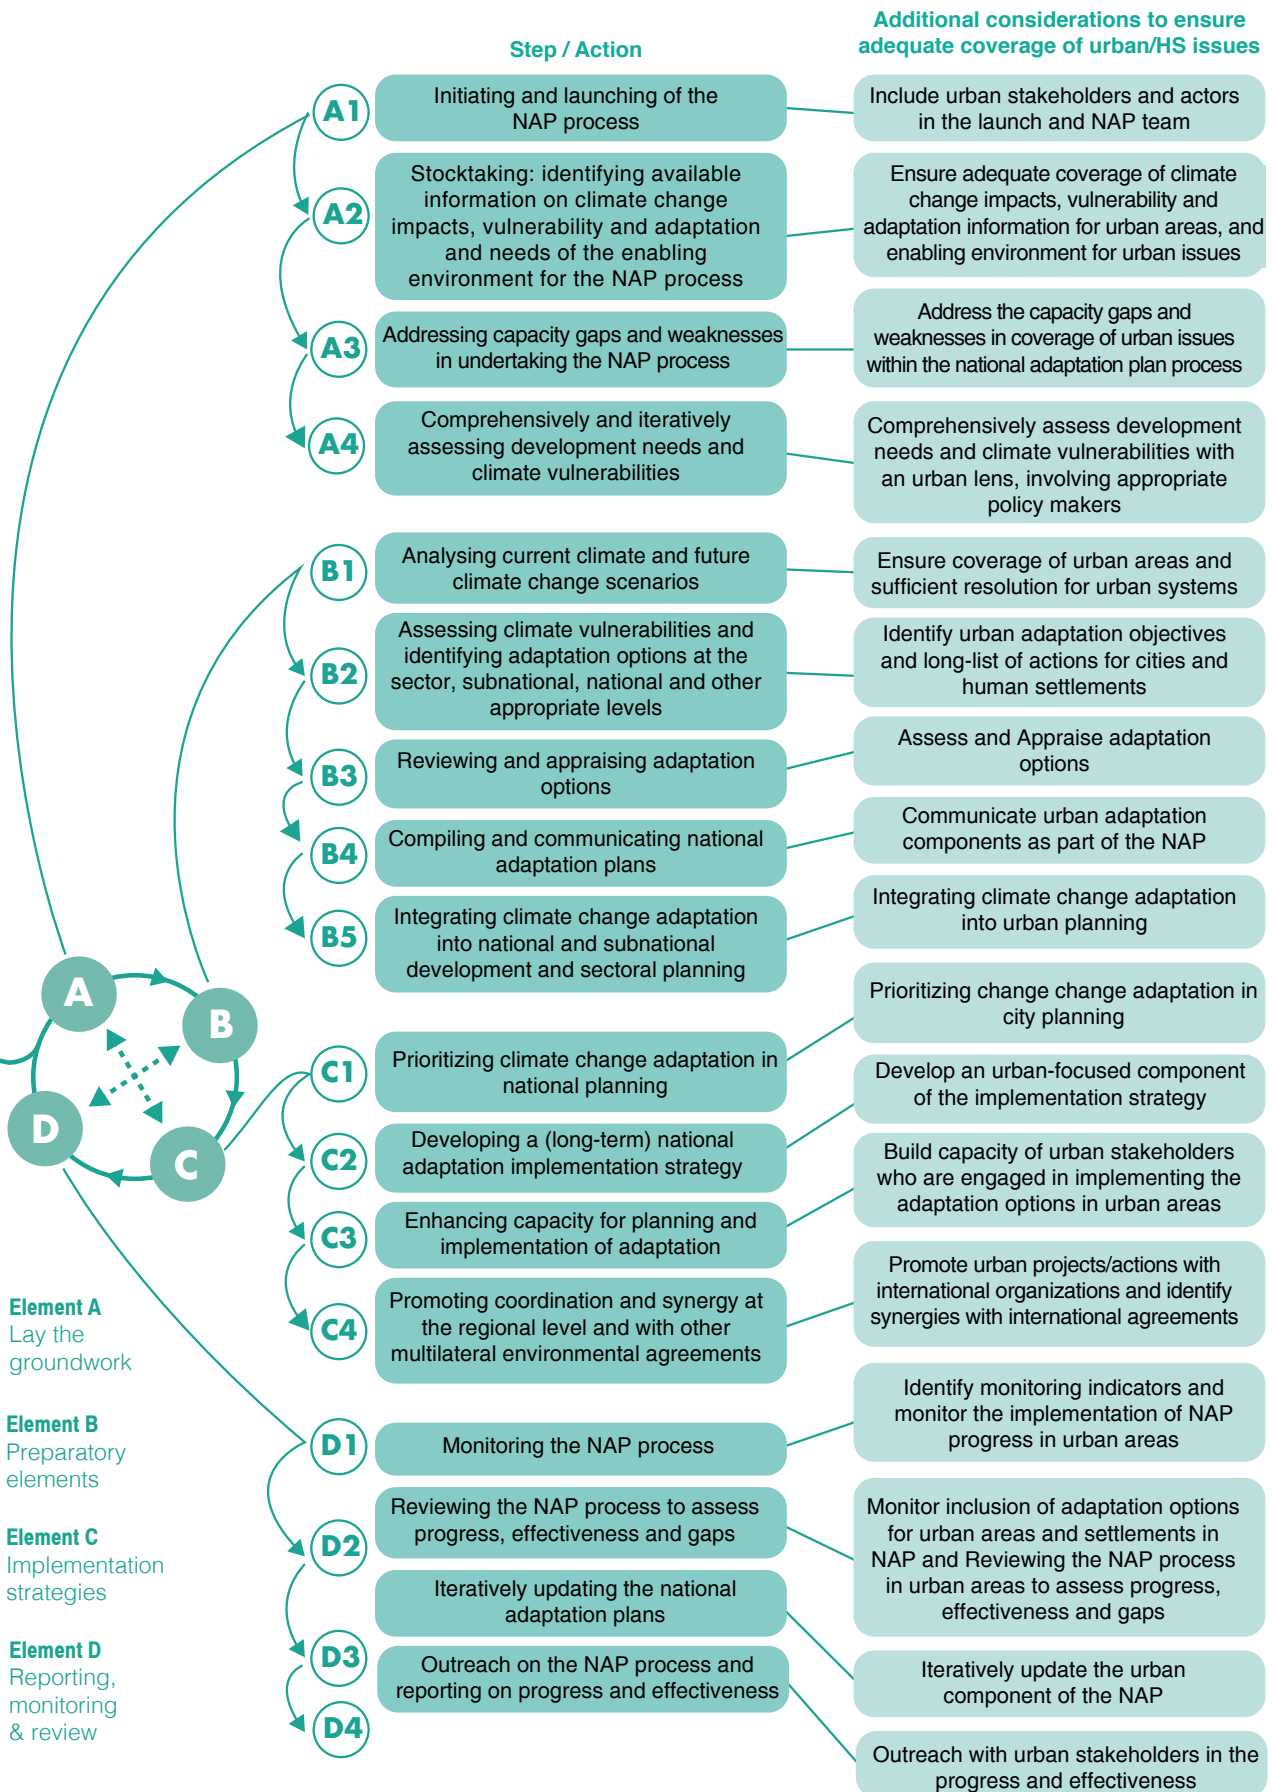 Step / Action
Additional considerations to ensure
adequate coverage of urban/HS issues
A1
Initiating and launching of the
NAP process
Include urban stakeholders and actors
in the launch and NAP team
A2
Stocktaking: identifying available
information on climate change
impacts, vulnerability and adaptation
and needs of the enabling
environment for the NAP process
Ensure adequate coverage of climate
change impacts, vulnerability and
adaptation information for urban areas, and
enabling environment for urban issues
A3
Addressing capacity gaps and weaknesses
in undertaking the NAP process
Address the capacity gaps and
weaknesses in coverage of urban issues
within the national adaptation plan process
A4
Comprehensively and iteratively
assessing development needs and
climate vulnerabilities
Comprehensively assess development
needs and climate vulnerabilities with
an urban lens, involving appropriate
policy makers
B1
Analysing current climate and future
climate change scenarios
Ensure coverage of urban areas and
sufficient resolution for urban systems
B2
Assessing climate vulnerabilities and
identifying adaptation options at the
sector, subnational, national and other
appropriate levels
Identify urban adaptation objectives
and long-list of actions for cities and
human settlements
B3
Reviewing and appraising adaptation
options
Assess and Appraise adaptation
options
B4
Compiling and communicating national
adaptation plans
Communicate urban adaptation
components as part of the NAP
B5
Integrating climate change adaptation
into national and subnational
development and sectoral planning
Integrating climate change adaptation
into urban planning
A
B
C
D
C1
Prioritizing climate change adaptation in
national planning
Prioritizing change change adaptation in
city planning
C2
Developing a (long-term) national
adaptation implementation strategy
Develop an urban-focused component
of the implementation strategy
C3
Enhancing capacity for planning and
implementation of adaptation
Build capacity of urban stakeholders
who are engaged in implementing the
adaptation options in urban areas
C4
Promoting coordination and synergy at
the regional level and with other
multilateral environmental agreements
Promote urban projects/actions with
international organizations and identify
synergies with international agreements
D1
Monitoring the NAP process
Identify monitoring indicators and
monitor the implementation of NAP
progress in urban areas
D2
Reviewing the NAP process to assess
progress, effectiveness and gaps
Monitor inclusion of adaptation options
for urban areas and settlements in
NAP and Reviewing the NAP process
in urban areas to assess progress,
effectiveness and gaps
D3
Iteratively updating the national
adaptation plans
Iteratively update the urban
component of the NAP
D4
Outreach on the NAP process and
reporting on progress and effectiveness
Outreach with urban stakeholders in the
progress and effectiveness
Element A
Lay the
groundwork
Element B
Preparatory
elements
Element C
Implementation
strategies
Element D
Reporting,
monitoring
& review